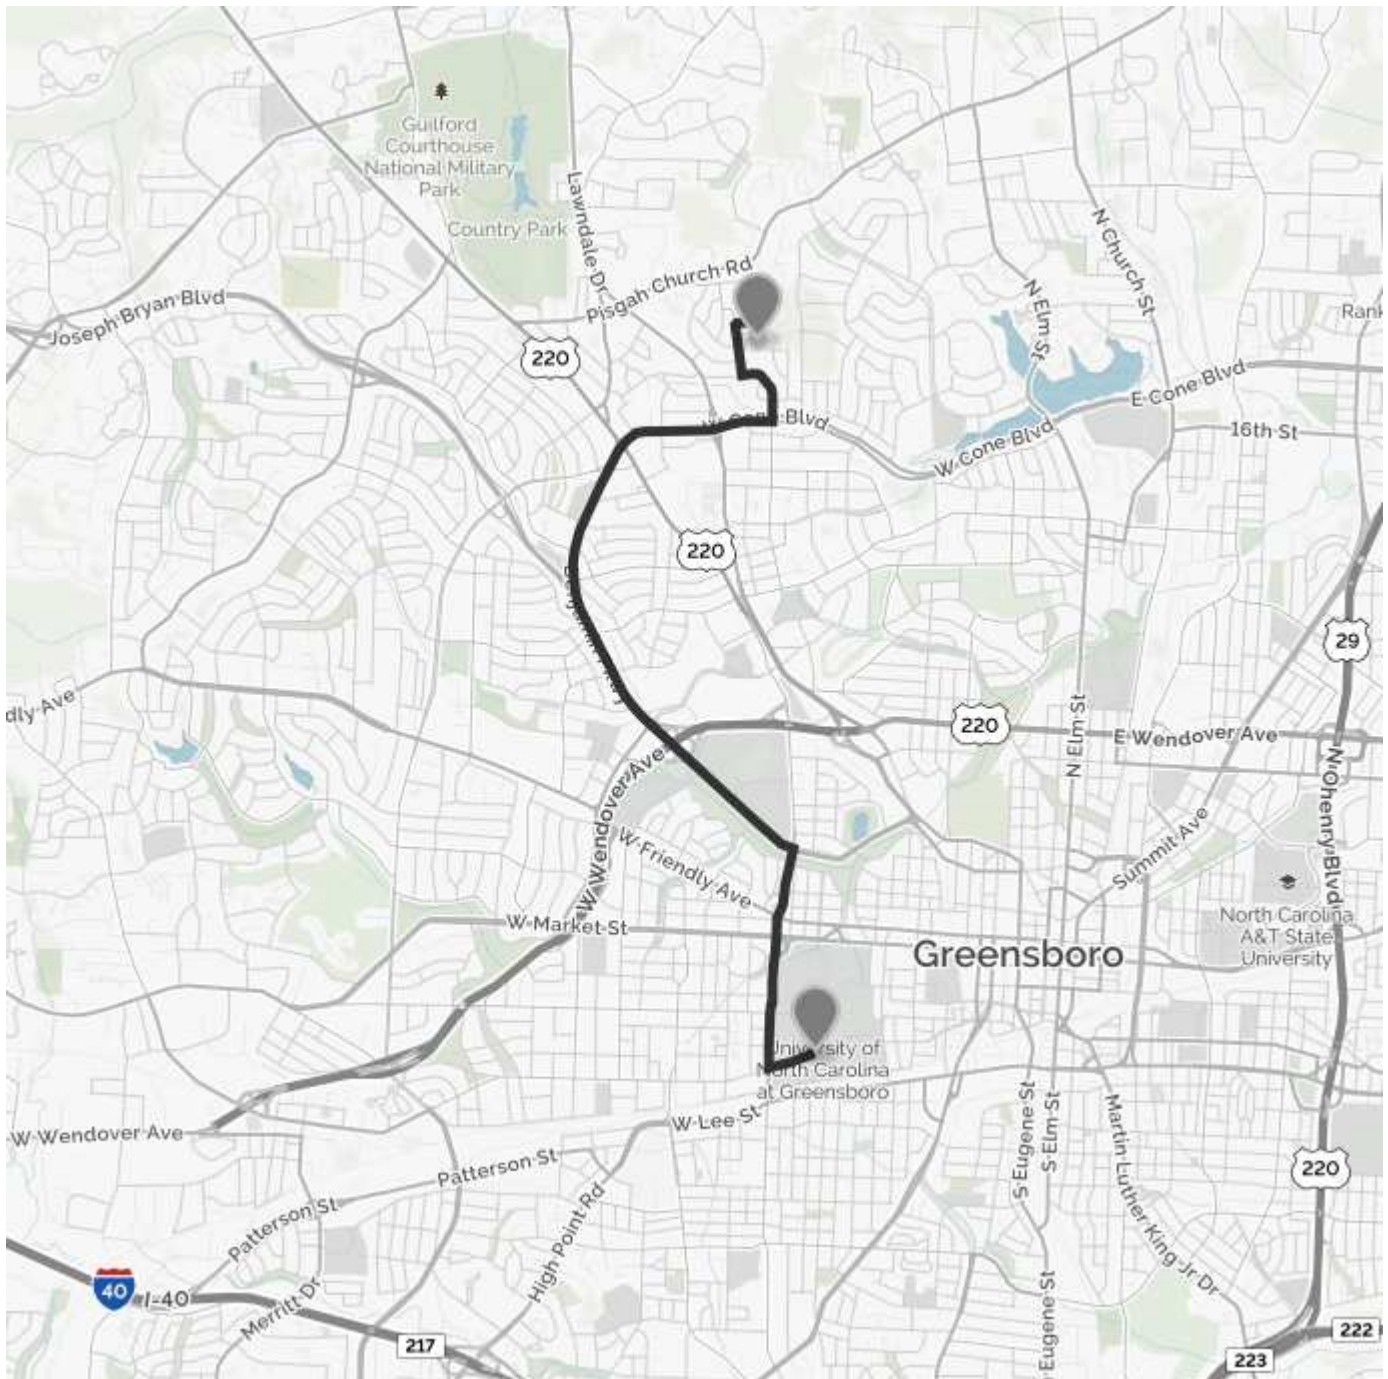 Guilford
Courthouse
National Military
Park
Country Park
Lawndale Dr
N Church St
Pisgah Church Rd
Joseph Bryan Blvd
N Elm St
220
E Cone Blvd
W Cone Blvd
16th St
W Cone Blvd
220
29
dly Ave
N Elm St
220
E Wendover Ave
W Wendover Ave
N Ohenry Blvd
Summit Ave
W Friendly Ave
North Carolina
A&T State
University
W Market St
Greensboro
University of
North Carolina
at Greensboro
W Lee St
W Wendover Ave
S Eugene St
S Elm St
Martin Luther King Jr Dr
Patterson St
220
High Point Rd
Patterson St
40
I-40
Merritt Dr
217
Eugene St
222
223